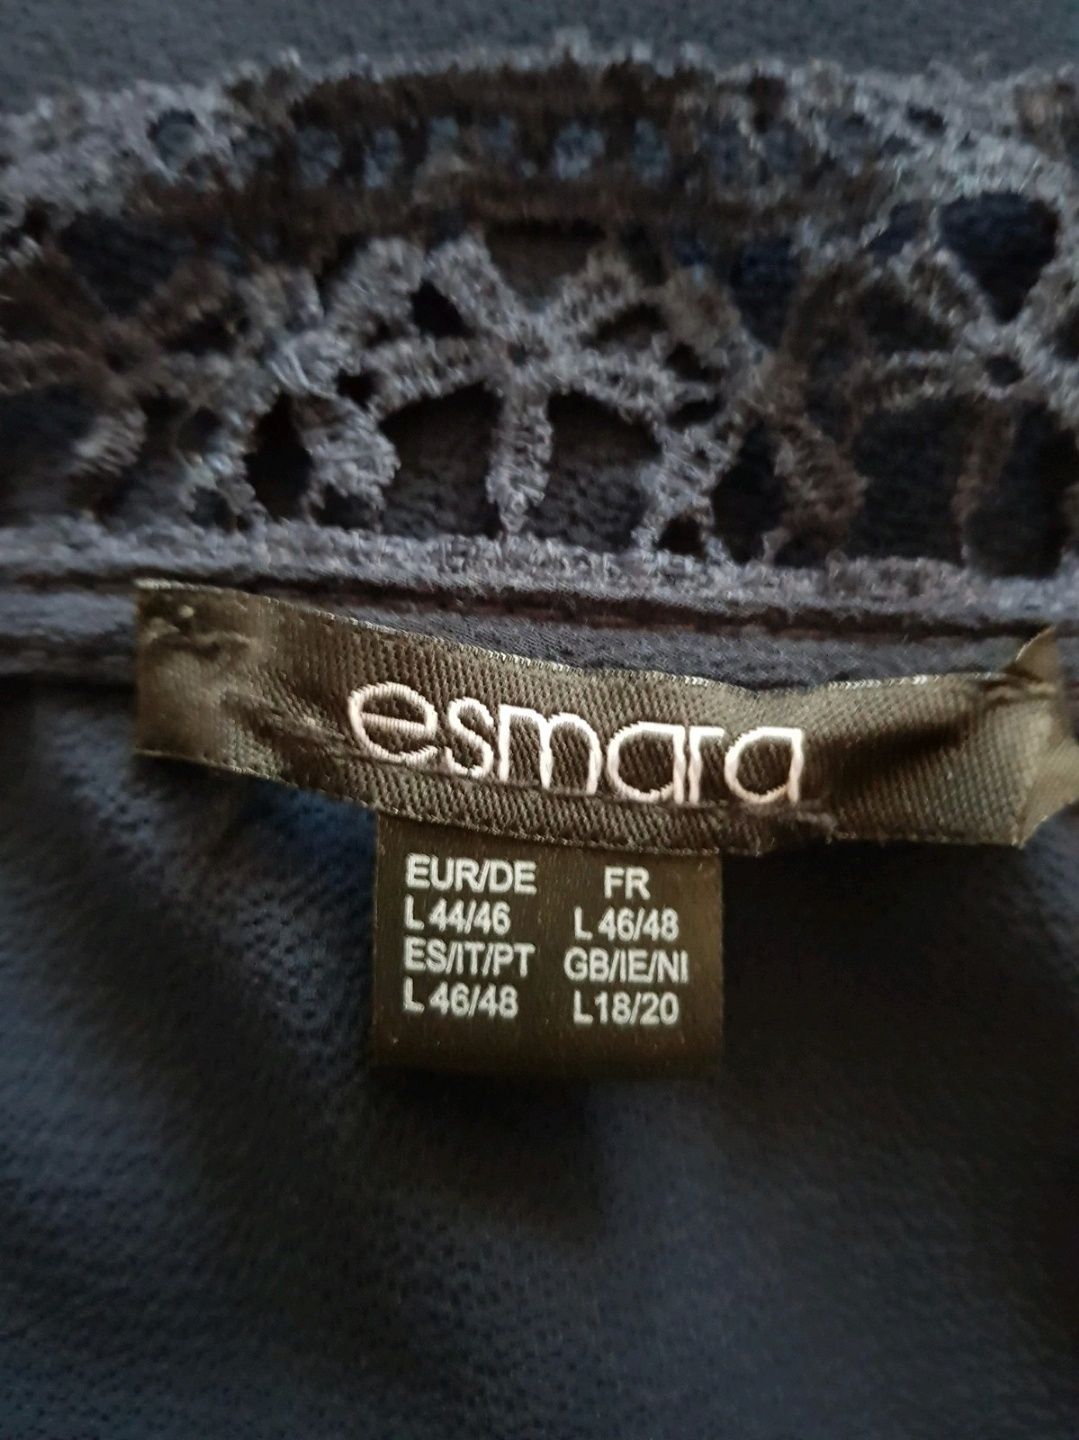 esmara
EUR/DE FR
L 44/46 L 46/48
ES/IT/PT GB/IE/NI
L 46/48 L18/20